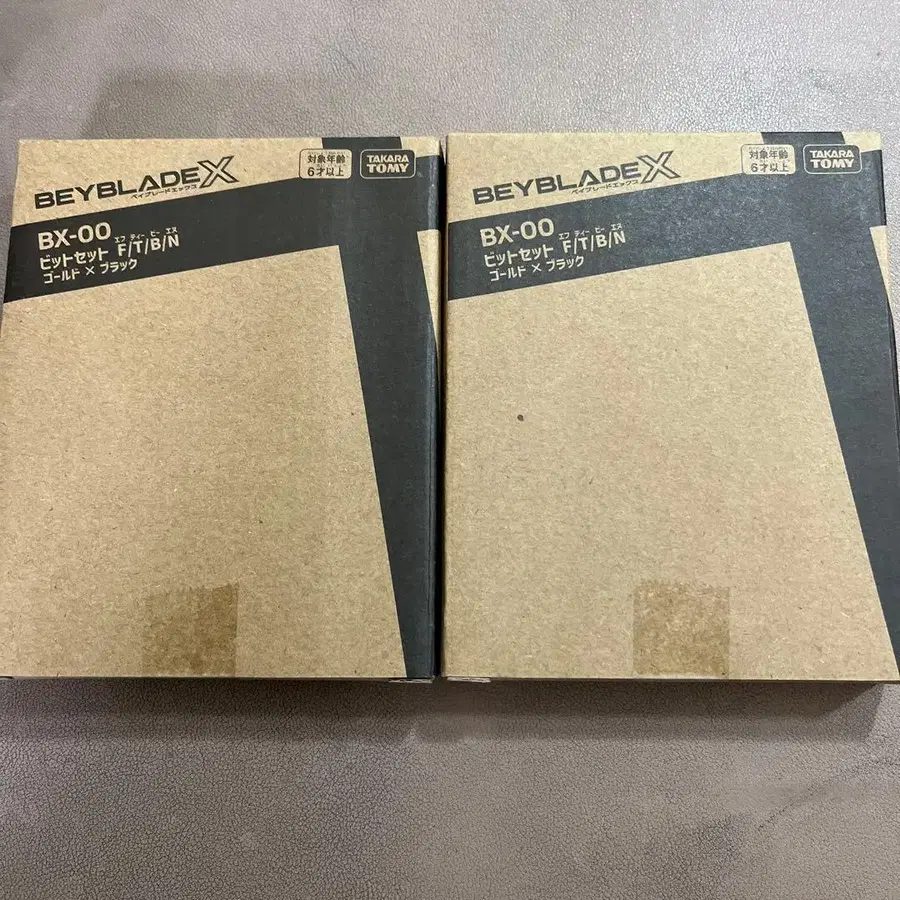 BEYBLADE X
ベイブレードエックス
対象年齢
6才以上
TAKARA
TOMY
BX-00
エフ ティー ビー エヌ
ビットセット F/T/B/N
ゴールド × ブラック
BEYBLADE X
ベイブレードエックス
対象年齢
6才以上
TAKARA
TOMY
BX-00
エフ ティー ビー エヌ
ビットセット F/T/B/N
ゴールド × ブラック